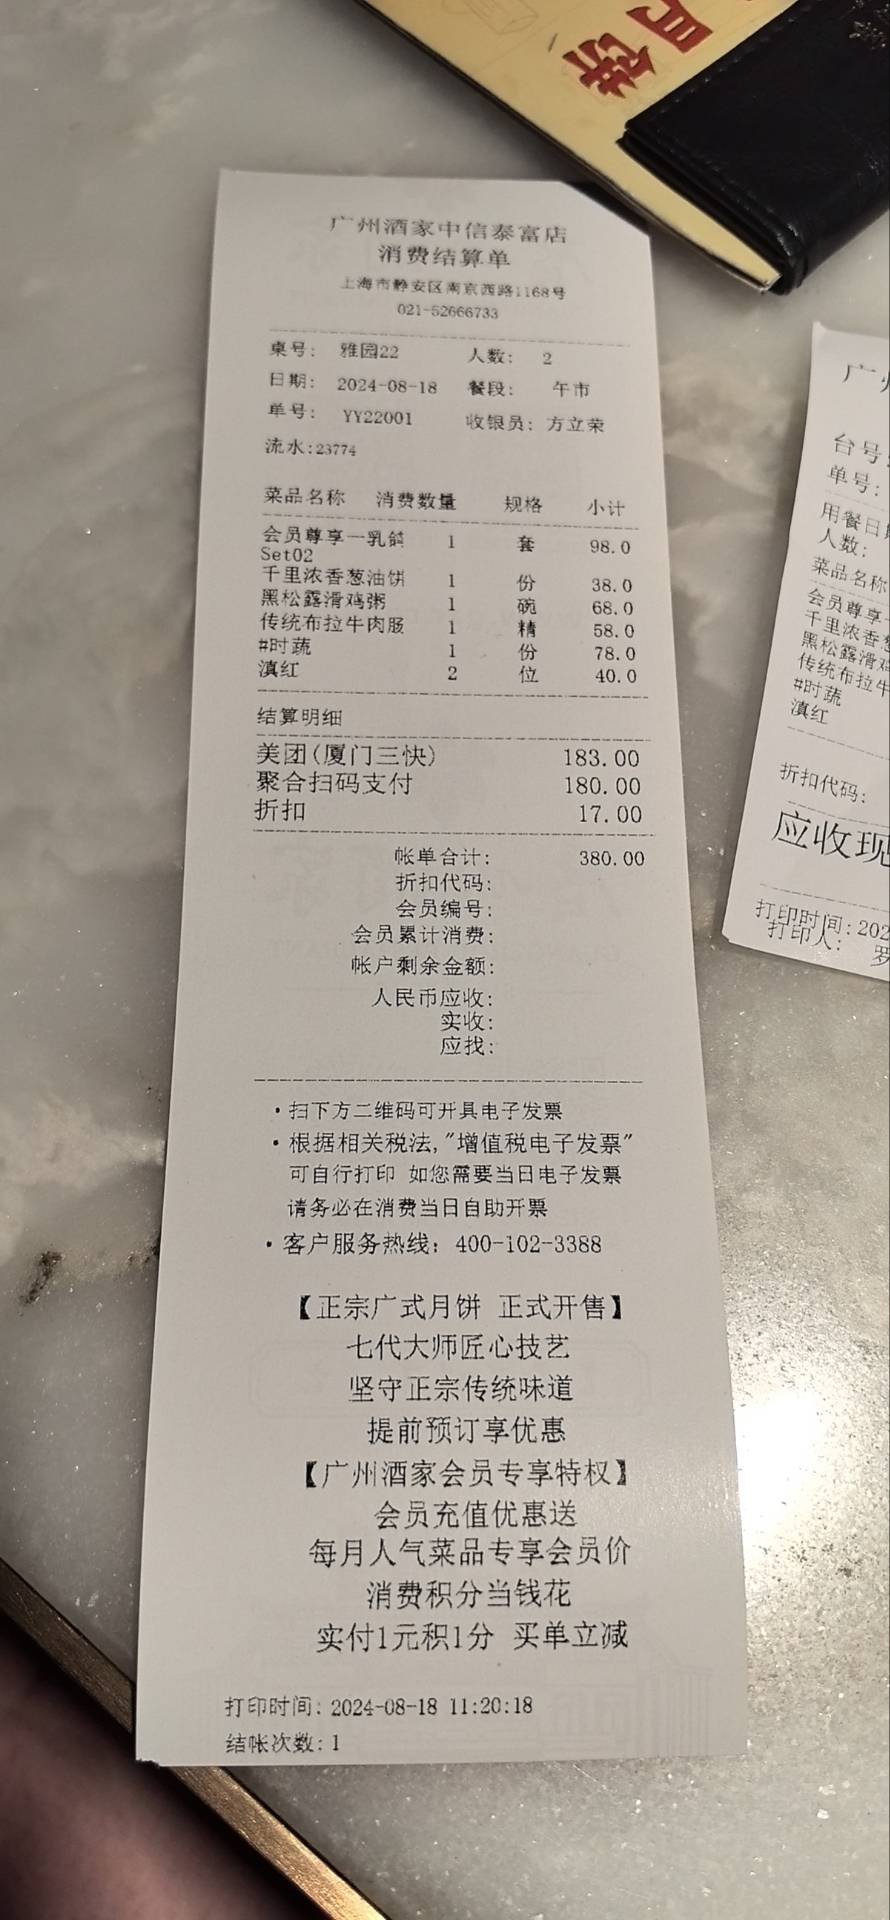 月饼
广州酒家中信泰富店
消费结算单
上海市静安区南京西路1168号
021-52666733
桌号: 雅园22 人数: 2
日期: 2024-08-18 餐段: 午市
单号: YY22001 收银员: 方立荣
流水:23774
菜品名称 消费数量 规格 小计
会员尊享一乳鸽 1 套 98.0
Set02
千里浓香葱油饼 1 份 38.0
黑松露滑鸡粥 1 碗 68.0
传统布拉牛肉肠 1 精 58.0
#时蔬 1 份 78.0
滇红 2 位 40.0
结算明细
美团(厦门三快) 183.00
聚合扫码支付 180.00
折扣 17.00
帐单合计: 380.00
折扣代码:
会员编号:
会员累计消费:
帐户剩余金额:
人民币应收:
实收:
应找:
·扫下方二维码可开具电子发票
·根据相关税法,"增值税电子发票"
可自行打印 如您需要当日电子发票
请务必在消费当日自助开票
·客户服务热线: 400-102-3388
【正宗广式月饼 正式开售】
七代大师匠心技艺
坚守正宗传统味道
提前预订享优惠
【广州酒家会员专享特权】
会员充值优惠送
每月人气菜品专享会员价
消费积分当钱花
实付1元积1分 买单立减
打印时间: 2024-08-18 11:20:18
结帐次数: 1
广
台号:
单号:
用餐日
人数:
菜品名称
会员尊享
千里浓香
黑松露滑鸡
传统布拉牛
#时蔬
滇红
折扣代码:
应收现
打印时间:202
打印人: 罗